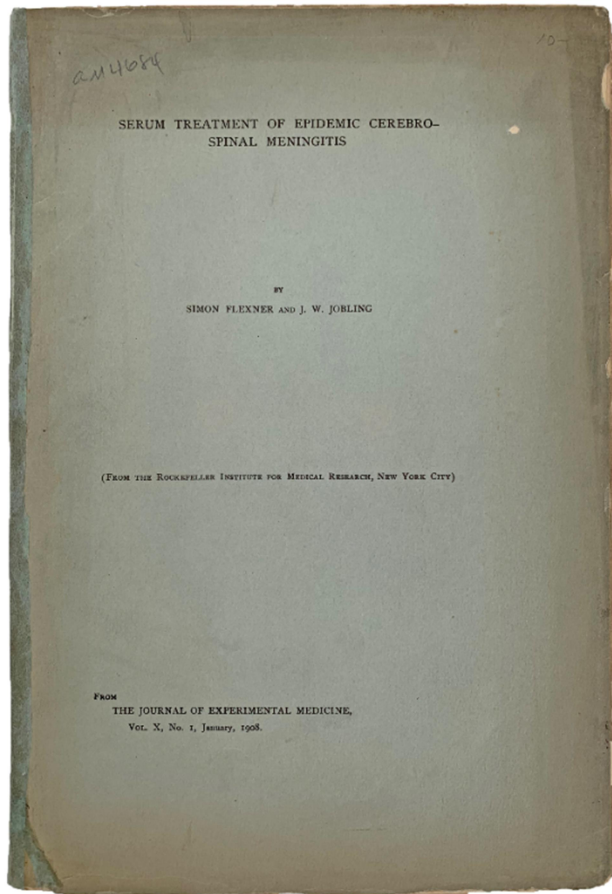 am4684
10-
SERUM TREATMENT OF EPIDEMIC CEREBRO-
SPINAL MENINGITIS
BY
SIMON FLEXNER AND J. W. JOBLING
(FROM THE ROCKEFELLER INSTITUTE FOR MEDICAL RESEARCH, NEW YORK CITY)
FROM
THE JOURNAL OF EXPERIMENTAL MEDICINE,
VOL. X, No. 1, January, 1908.